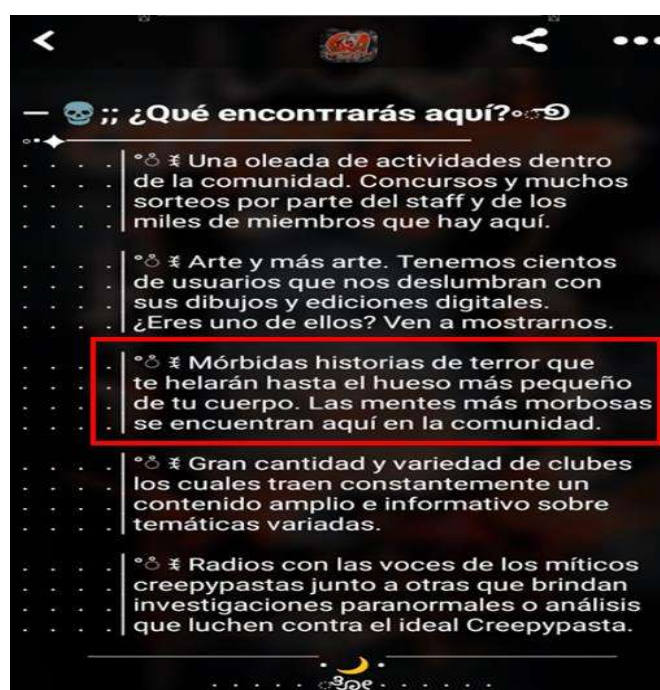 — 💀;; ¿Qυé enconтrarás aqυí?
°ః ꠵ Una oleada de actividades dentro
de la comunidad. Concursos y muchos
sorteos por parte del staff y de los
miles de miembros que hay aquí.
Arte y más arte. Tenemos cientos
de usuarios que nos deslumbran con
sus dibujos y ediciones digitales.
¿Eres uno de ellos? Ven a mostrarnos.
Mórbidas historias de terror que
te helarán hasta el hueso más pequeño
de tu cuerpo. Las mentes más morbosas
se encuentran aquí en la comunidad.
Gran cantidad y variedad de clubes
los cuales traen constantemente un
contenido amplio e informativo sobre
temáticas variadas.
Radios con las voces de los míticos
creepypastas junto a otras que brindan
investigaciones paranormales o análisis
que luchen contra el ideal Creepypasta.